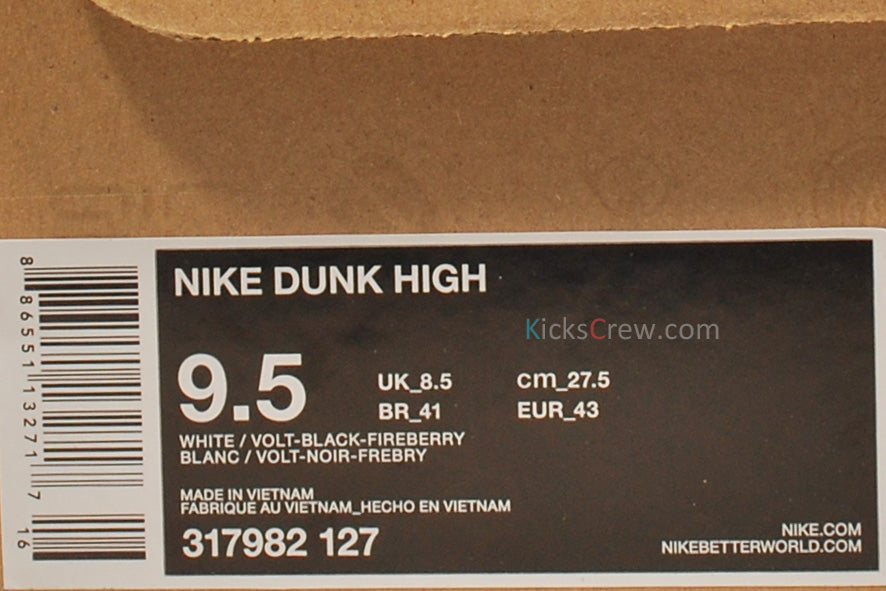 NIKE DUNK HIGH
KicksCrew.com
9.5
UK_8.5
cm_27.5
BR_41
EUR_43
WHITE / VOLT-BLACK-FIREBERRY
BLANC / VOLT-NOIR-FREBRY
MADE IN VIETNAM
FABRIQUE AU VIETNAM_HECHO EN VIETNAM
317982 127
NIKE.COM
NIKEBETTERWORLD.COM
8 86551 13271 7
16